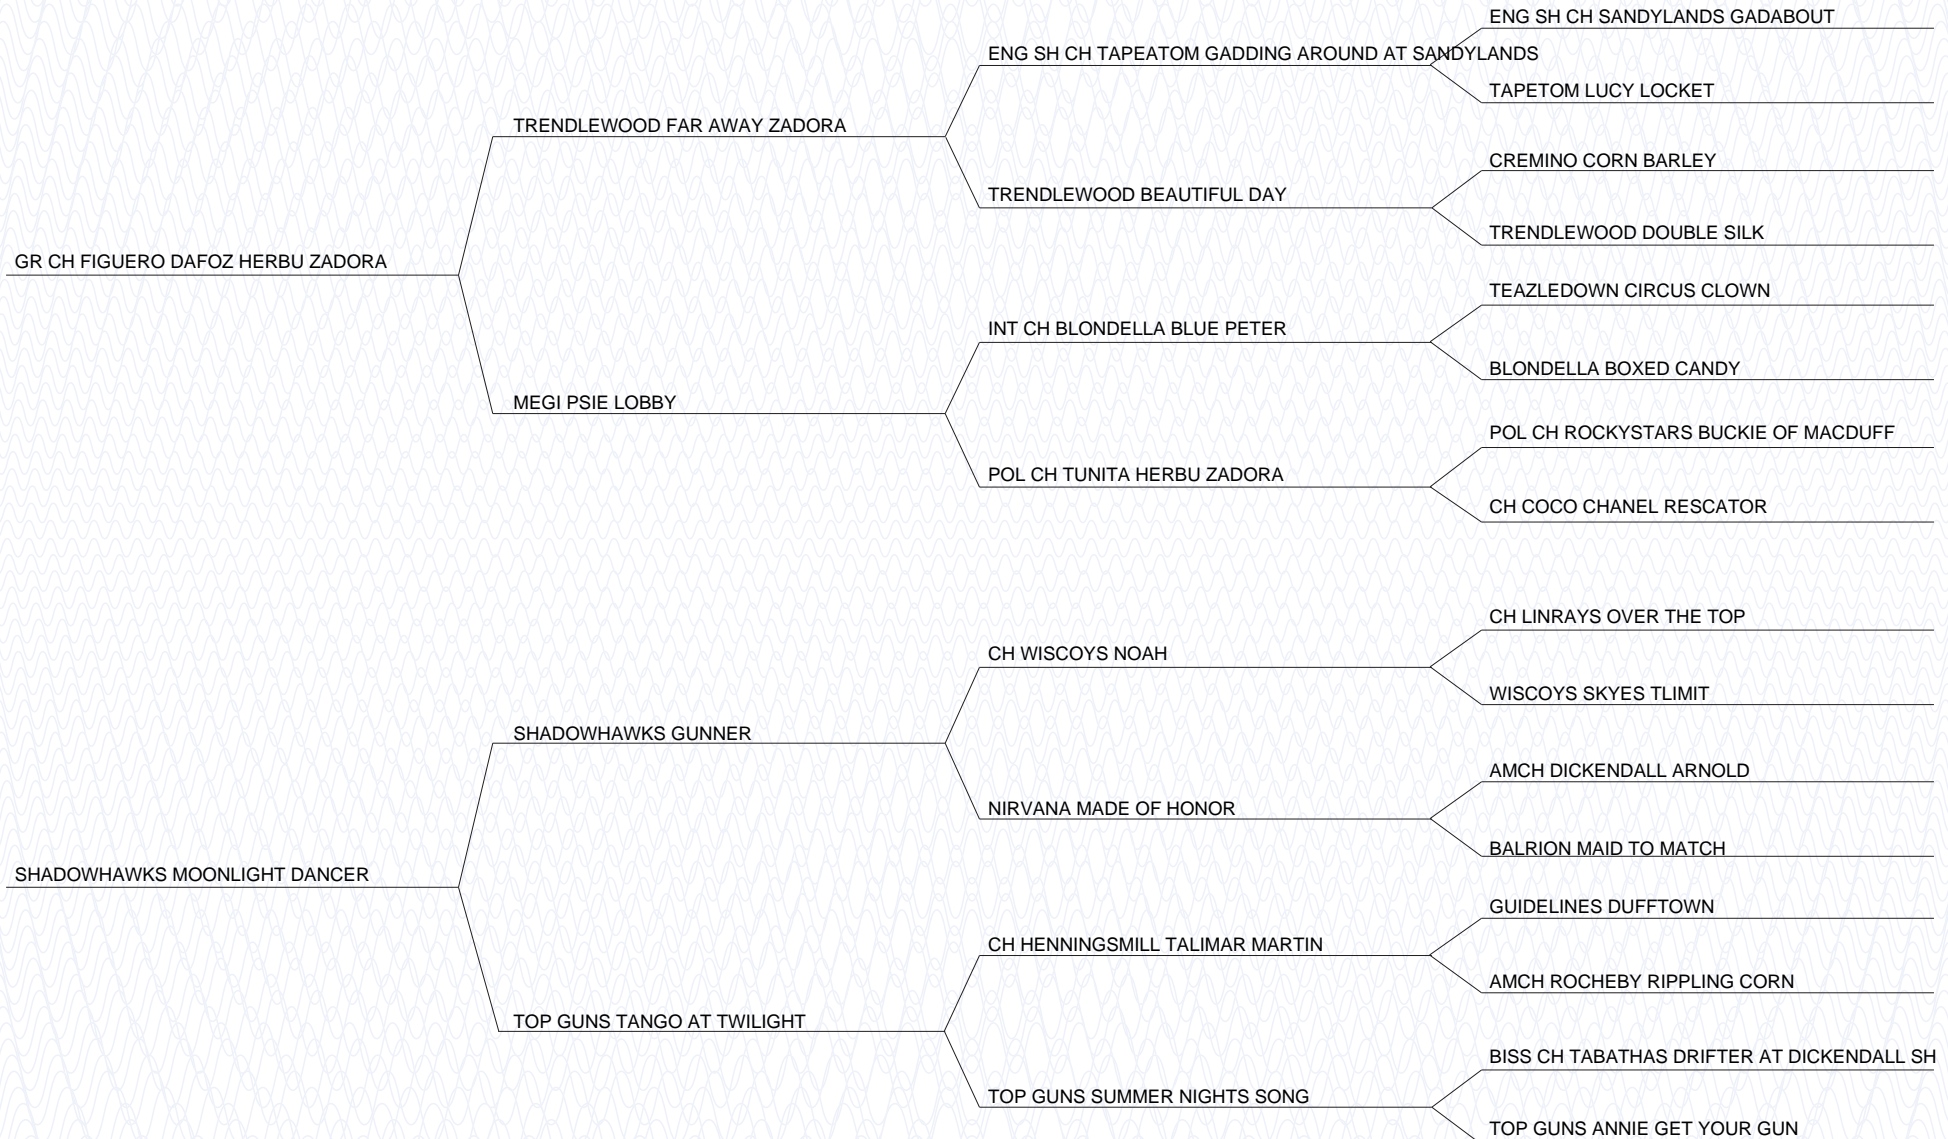 ENG SH CH SANDYLANDS GADABOUT
ENG SH CH TAPEATOM GADDING AROUND AT SANDYLANDS
TAPETOM LUCY LOCKET
TRENDLEWOOD FAR AWAY ZADORA
CREMINO CORN BARLEY
TRENDLEWOOD BEAUTIFUL DAY
TRENDLEWOOD DOUBLE SILK
GR CH FIGUERO DAFOZ HERBU ZADORA
TEAZLEDOWN CIRCUS CLOWN
INT CH BLONDELLA BLUE PETER
BLONDELLA BOXED CANDY
MEGI PSIE LOBBY
POL CH ROCKYSTARS BUCKIE OF MACDUFF
POL CH TUNITA HERBU ZADORA
CH COCO CHANEL RESCATOR
CH LINRAYS OVER THE TOP
CH WISCOYS NOAH
WISCOYS SKYES TLIMIT
SHADOWHAWKS GUNNER
AMCH DICKENDALL ARNOLD
NIRVANA MADE OF HONOR
BALRION MAID TO MATCH
SHADOWHAWKS MOONLIGHT DANCER
GUIDELINES DUFFTOWN
CH HENNINGSMILL TALIMAR MARTIN
AMCH ROCHEBY RIPPLING CORN
TOP GUNS TANGO AT TWILIGHT
BISS CH TABATHAS DRIFTER AT DICKENDALL SH
TOP GUNS SUMMER NIGHTS SONG
TOP GUNS ANNIE GET YOUR GUN